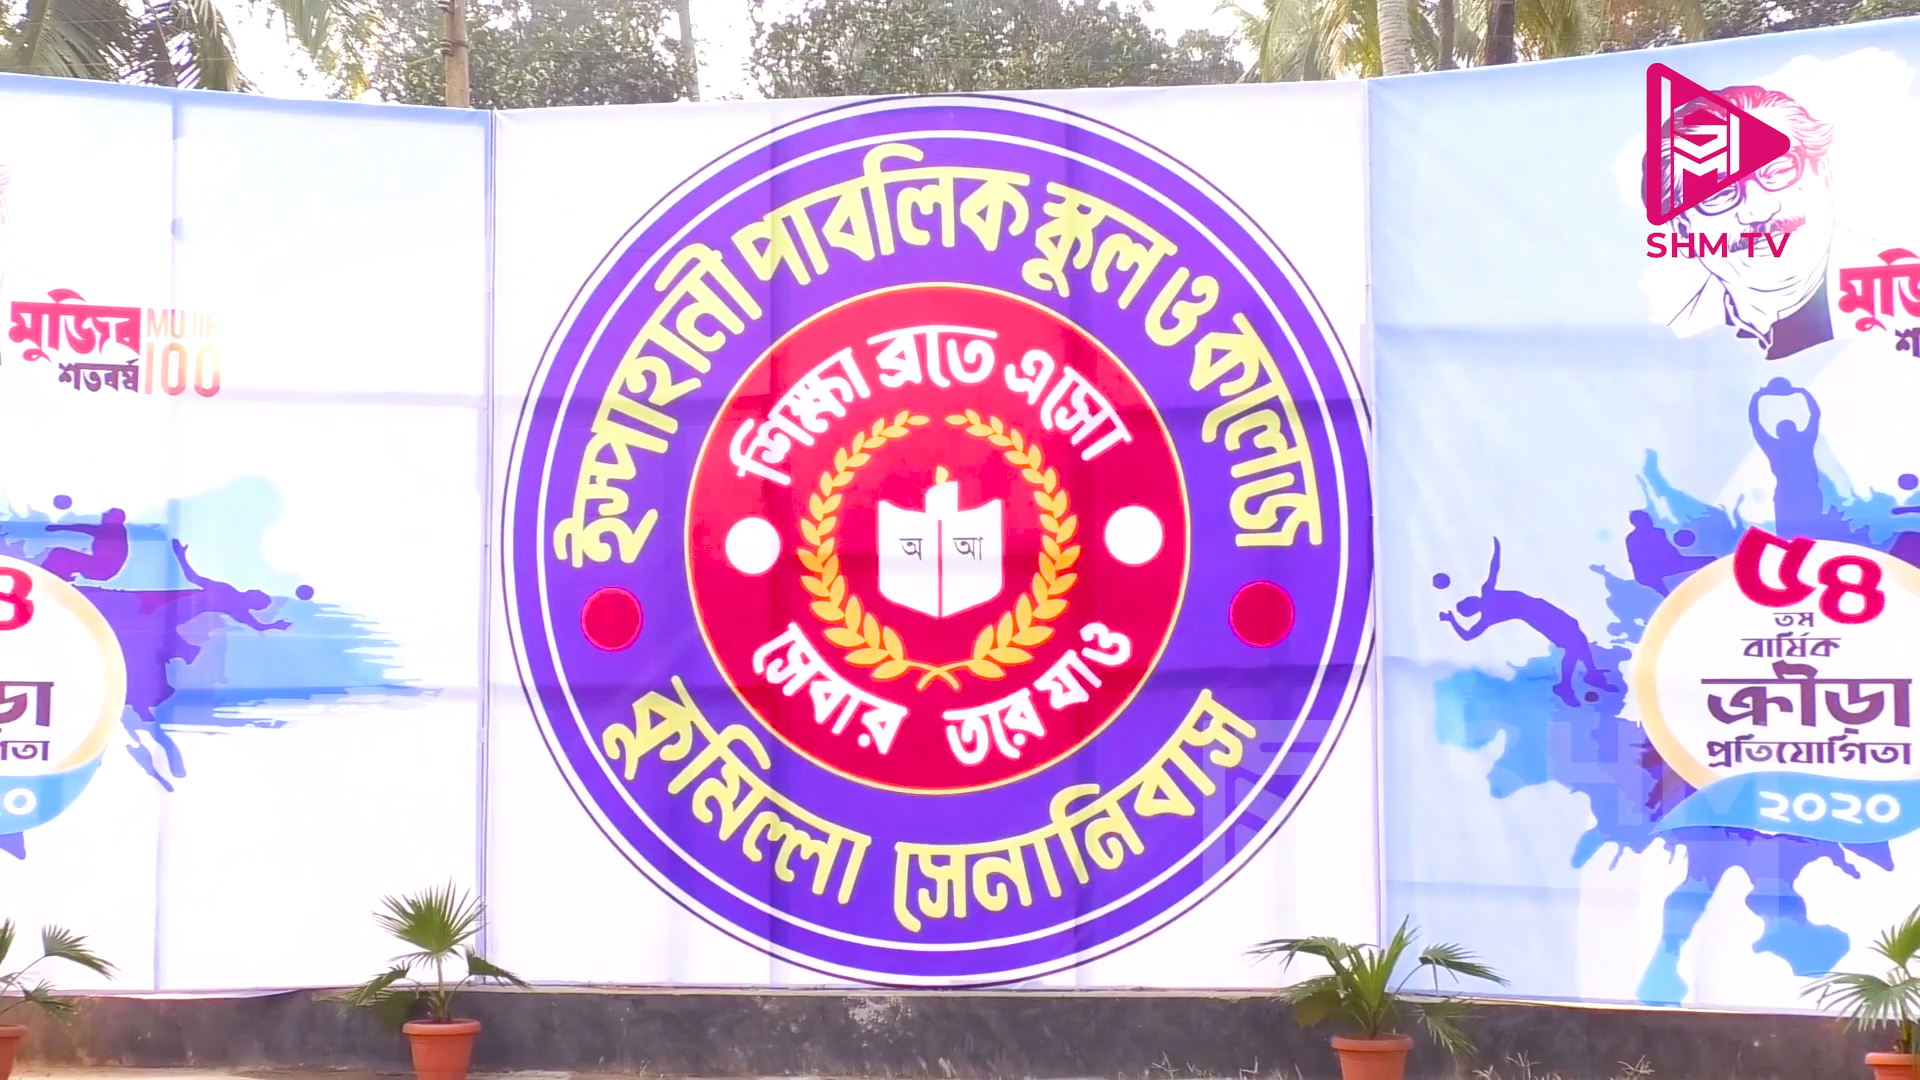 SHM TV
মুজিব
MUJIB
শতবর্ষ
100
ইস্পাহানী পাবলিক স্কুল ও কলেজ
শিক্ষা ব্রতে এসো
অ আ
সেবার তরে যাও
কুমিল্লা সেনানিবাস
৫৪
তম
বার্ষিক
ক্রীড়া
প্রতিযোগিতা
২০২০